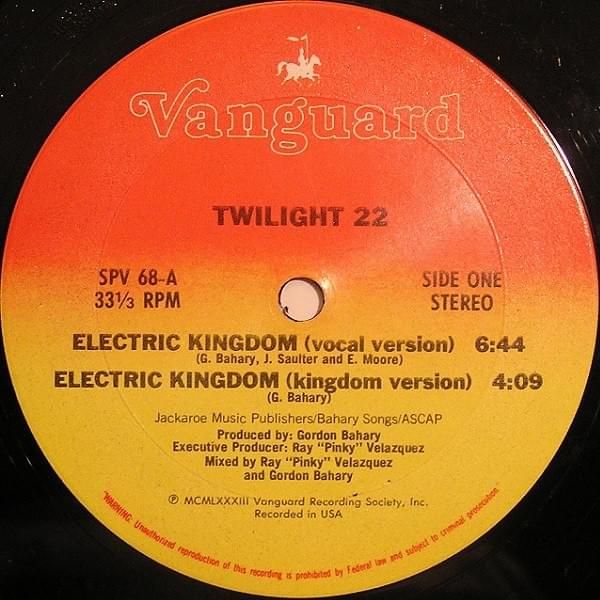 Vanguard
TWILIGHT 22
SPV 68-A
33⅓ RPM
SIDE ONE
STEREO
ELECTRIC KINGDOM (vocal version) 6:44
(G. Bahary, J. Saulter and E. Moore)
ELECTRIC KINGDOM (kingdom version) 4:09
(G. Bahary)
Jackaroe Music Publishers/Bahary Songs/ASCAP
Produced by: Gordon Bahary
Executive Producer: Ray "Pinky" Velazquez
Mixed by Ray "Pinky" Velazquez
and Gordon Bahary
℗ MCMLXXXIII Vanguard Recording Society, Inc.
Recorded in USA
"WARNING: Unauthorized reproduction of this recording is prohibited by Federal law and subject to criminal prosecution."